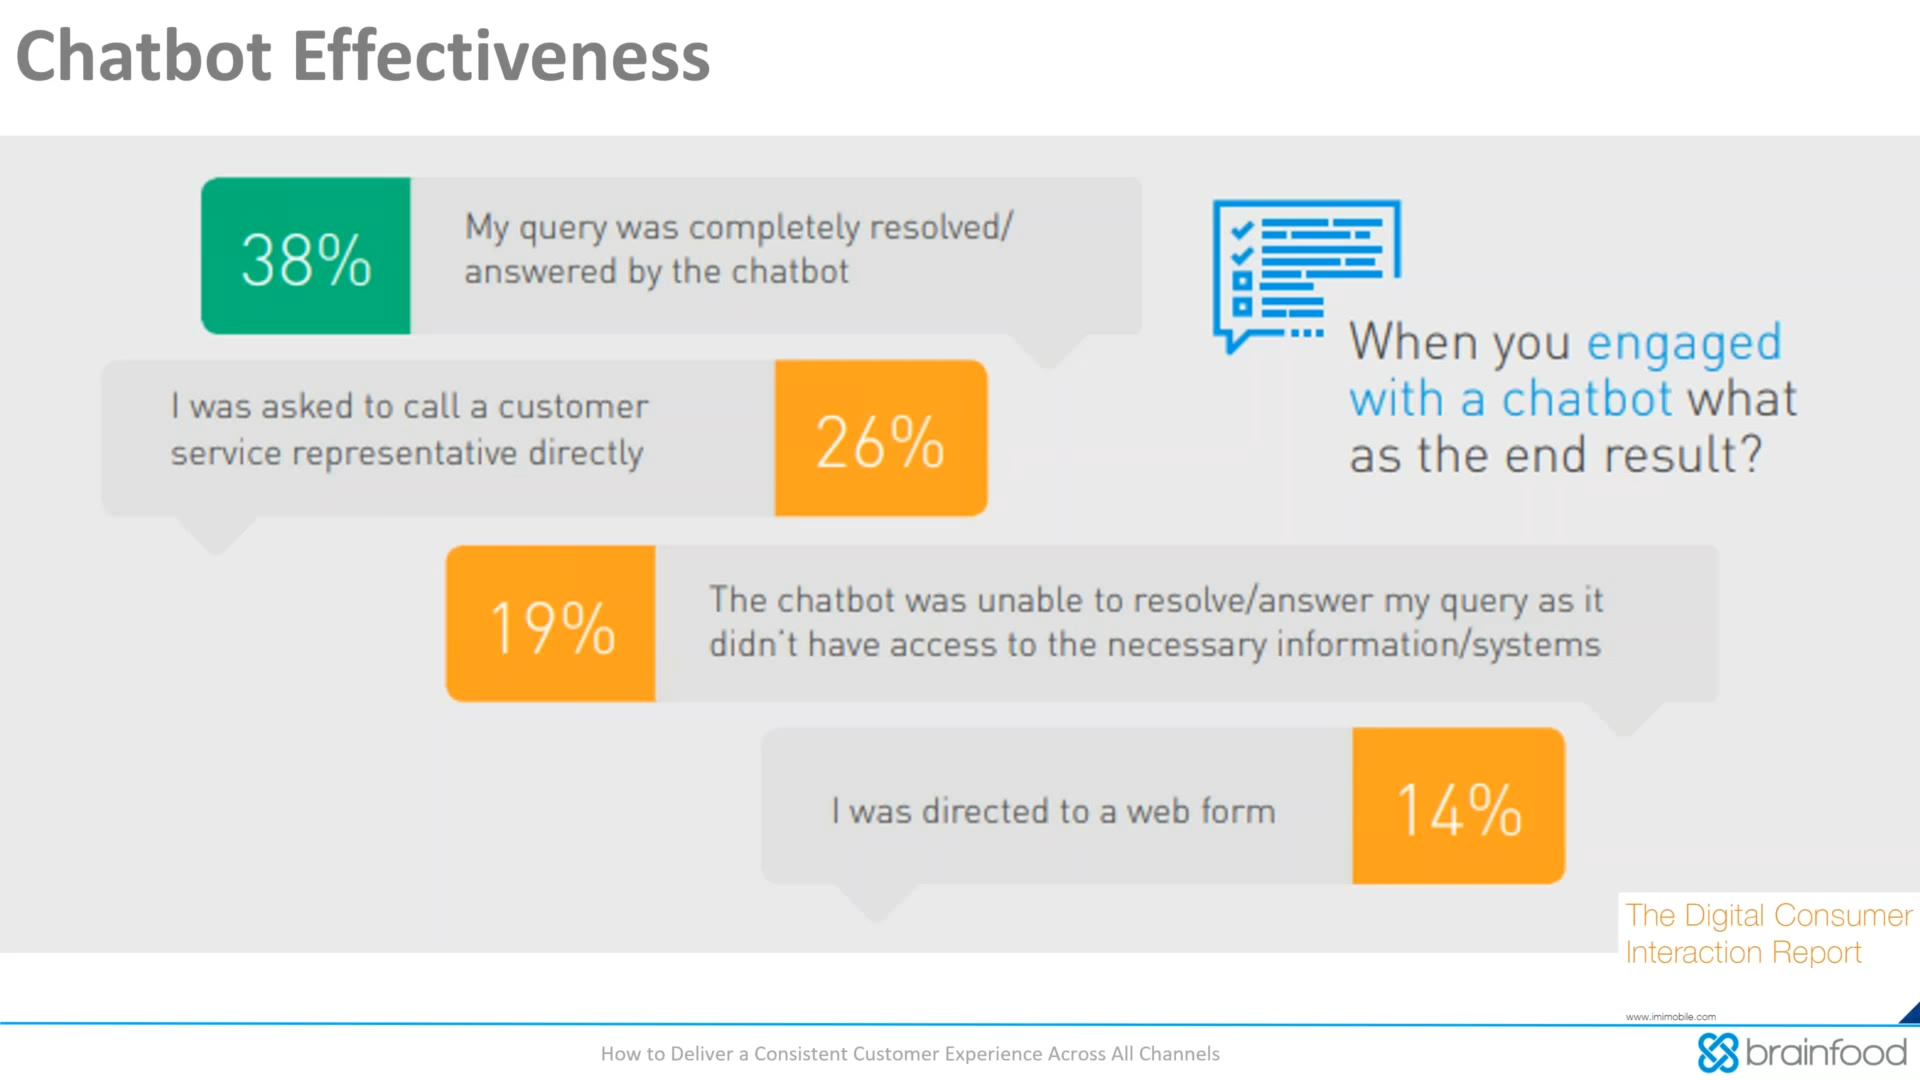 Chatbot Effectiveness
38%
My query was completely resolved/
answered by the chatbot
I was asked to call a customer
service representative directly
26%
When you engaged
with a chatbot what
as the end result?
19%
The chatbot was unable to resolve/answer my query as it
didn't have access to the necessary information/systems
I was directed to a web form
14%
The Digital Consumer
Interaction Report
www.imimobile.com
How to Deliver a Consistent Customer Experience Across All Channels
brainfood